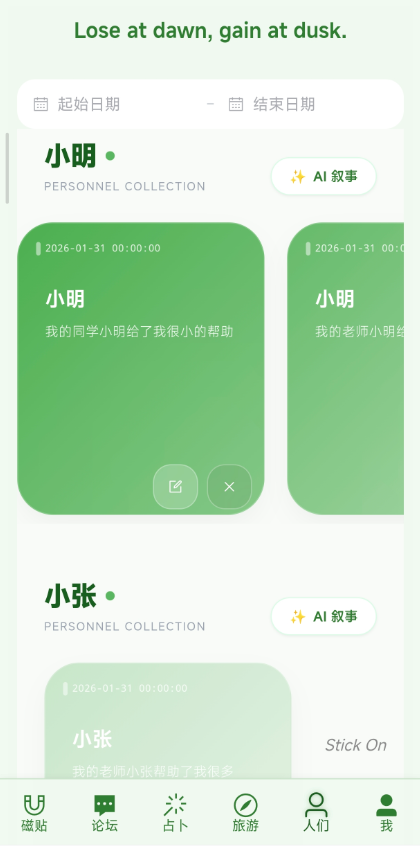 Lose at dawn, gain at dusk.
起始日期 – 结束日期
小明
PERSONNEL COLLECTION
✨ AI 叙事
2026-01-31 00:00:00
小明
我的同学小明给了我很小的帮助
2026-01-31 00:0
小明
我的老师小明
小张
PERSONNEL COLLECTION
✨ AI 叙事
2026-01-31 00:00:00
小张
我的老师小张帮助了我很多
Stick On
磁贴 论坛 占卜 旅游 人们 我